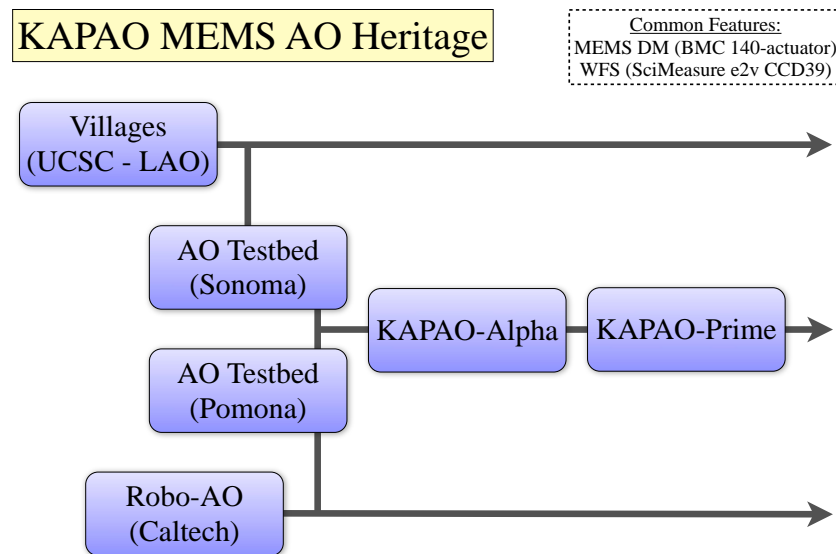 KAPAO MEMS AO Heritage
Common Features:
MEMS DM (BMC 140-actuator)
WFS (SciMeasure e2v CCD39)
Villages
(UCSC - LAO)
AO Testbed
(Sonoma)
KAPAO-Alpha
KAPAO-Prime
AO Testbed
(Pomona)
Robo-AO
(Caltech)